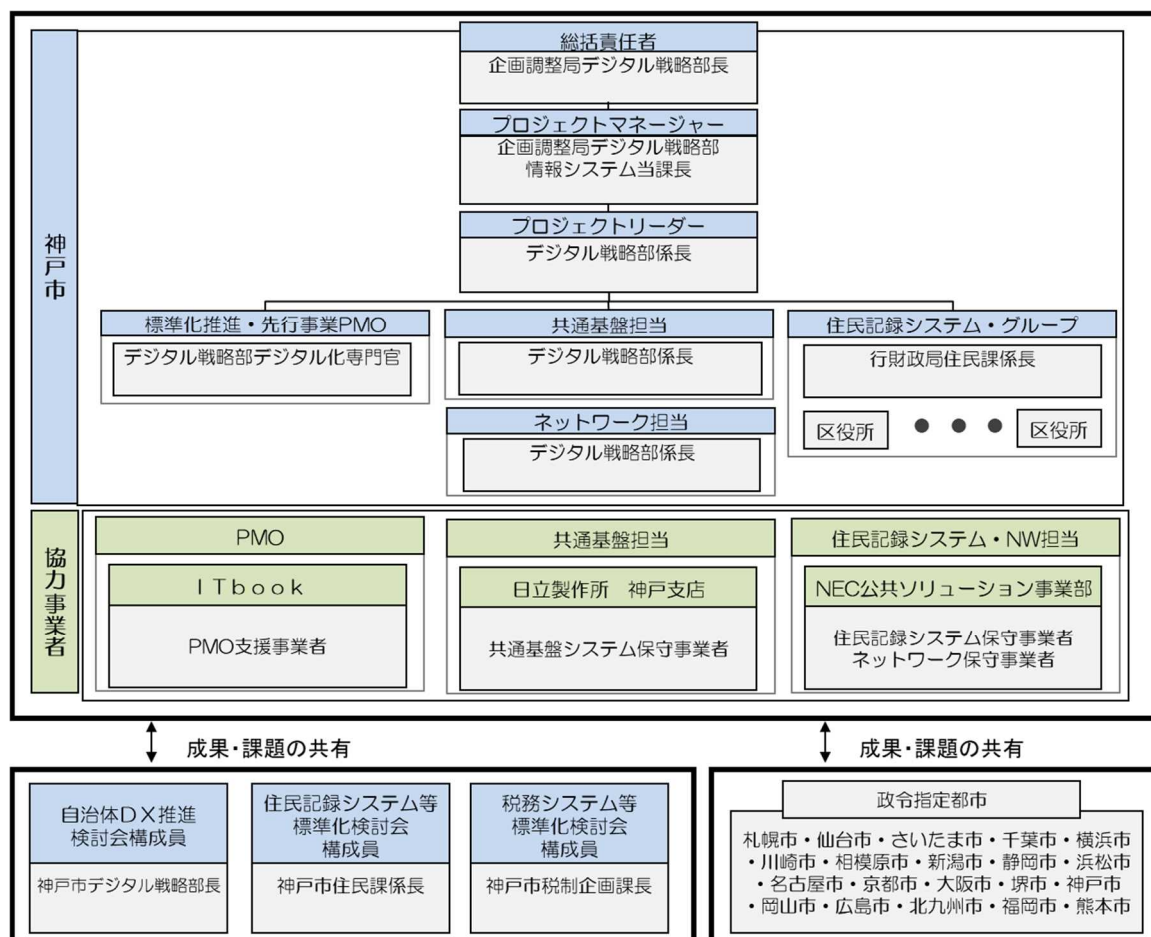 神戸市
総括責任者
企画調整局デジタル戦略部長
プロジェクトマネージャー
企画調整局デジタル戦略部
情報システム当課長
プロジェクトリーダー
デジタル戦略部係長
標準化推進・先行事業PMO
デジタル戦略部デジタル化専門官
共通基盤担当
デジタル戦略部係長
ネットワーク担当
デジタル戦略部係長
住民記録システム・グループ
行財政局住民課係長
区役所 ● ● ● 区役所
協力事業者
PMO
ITbook
PMO支援事業者
共通基盤担当
日立製作所 神戸支店
共通基盤システム保守事業者
住民記録システム・NW担当
NEC公共ソリューション事業部
住民記録システム保守事業者
ネットワーク保守事業者
成果・課題の共有
成果・課題の共有
自治体DX推進
検討会構成員
神戸市デジタル戦略部長
住民記録システム等
標準化検討会
構成員
神戸市住民課係長
税務システム等
標準化検討会
構成員
神戸市税制企画課長
政令指定都市
札幌市・仙台市・さいたま市・千葉市・横浜市
・川崎市・相模原市・新潟市・静岡市・浜松市
・名古屋市・京都市・大阪市・堺市・神戸市
・岡山市・広島市・北九州市・福岡市・熊本市